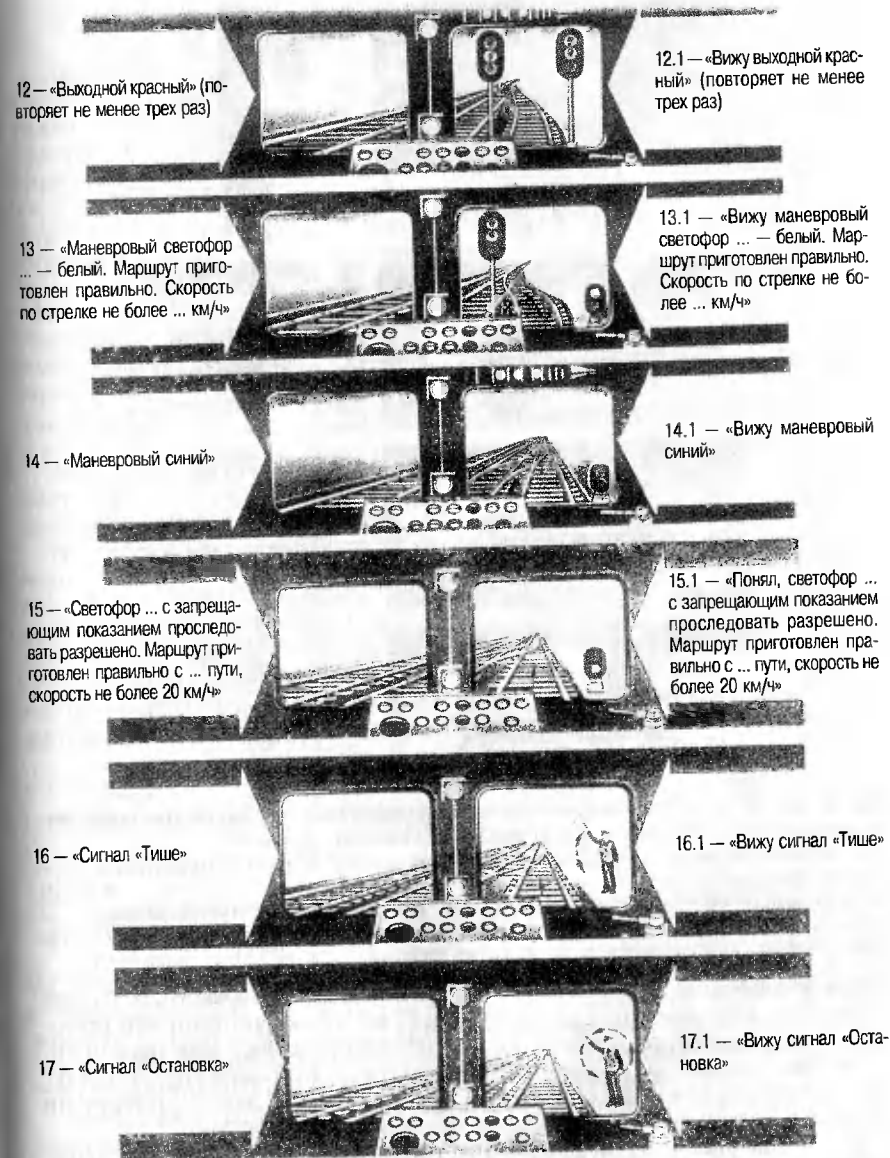 12 – «Выходной красный» (по-
вторяет не менее трех раз)
12.1 — «Вижу выходной крас-
ный» (повторяет не менее
трех раз)
13 — «Маневровый светофор
... — белый. Маршрут приго-
товлен правильно. Скорость
по стрелке не более ... км/ч»
13.1 — «Вижу маневровый
светофор ... — белый. Мар-
шрут приготовлен правильно.
Скорость по стрелке не бо-
лее ... км/ч»
14 — «Маневровый синий»
14.1 — «Вижу маневровый
синий»
15 — «Светофор ... с запреща-
ющим показанием проследо-
вать разрешено. Маршрут при-
готовлен правильно с ... пути,
скорость не более 20 км/ч»
15.1 — «Понял, светофор ...
с запрещающим показанием
проследовать разрешено.
Маршрут приготовлен пра-
вильно с ... пути, скорость не
более 20 км/ч»
16 — «Сигнал «Тише»
16.1 — «Вижу сигнал «Тише»
17 — «Сигнал «Остановка»
17.1 — «Вижу сигнал «Оста-
новка»